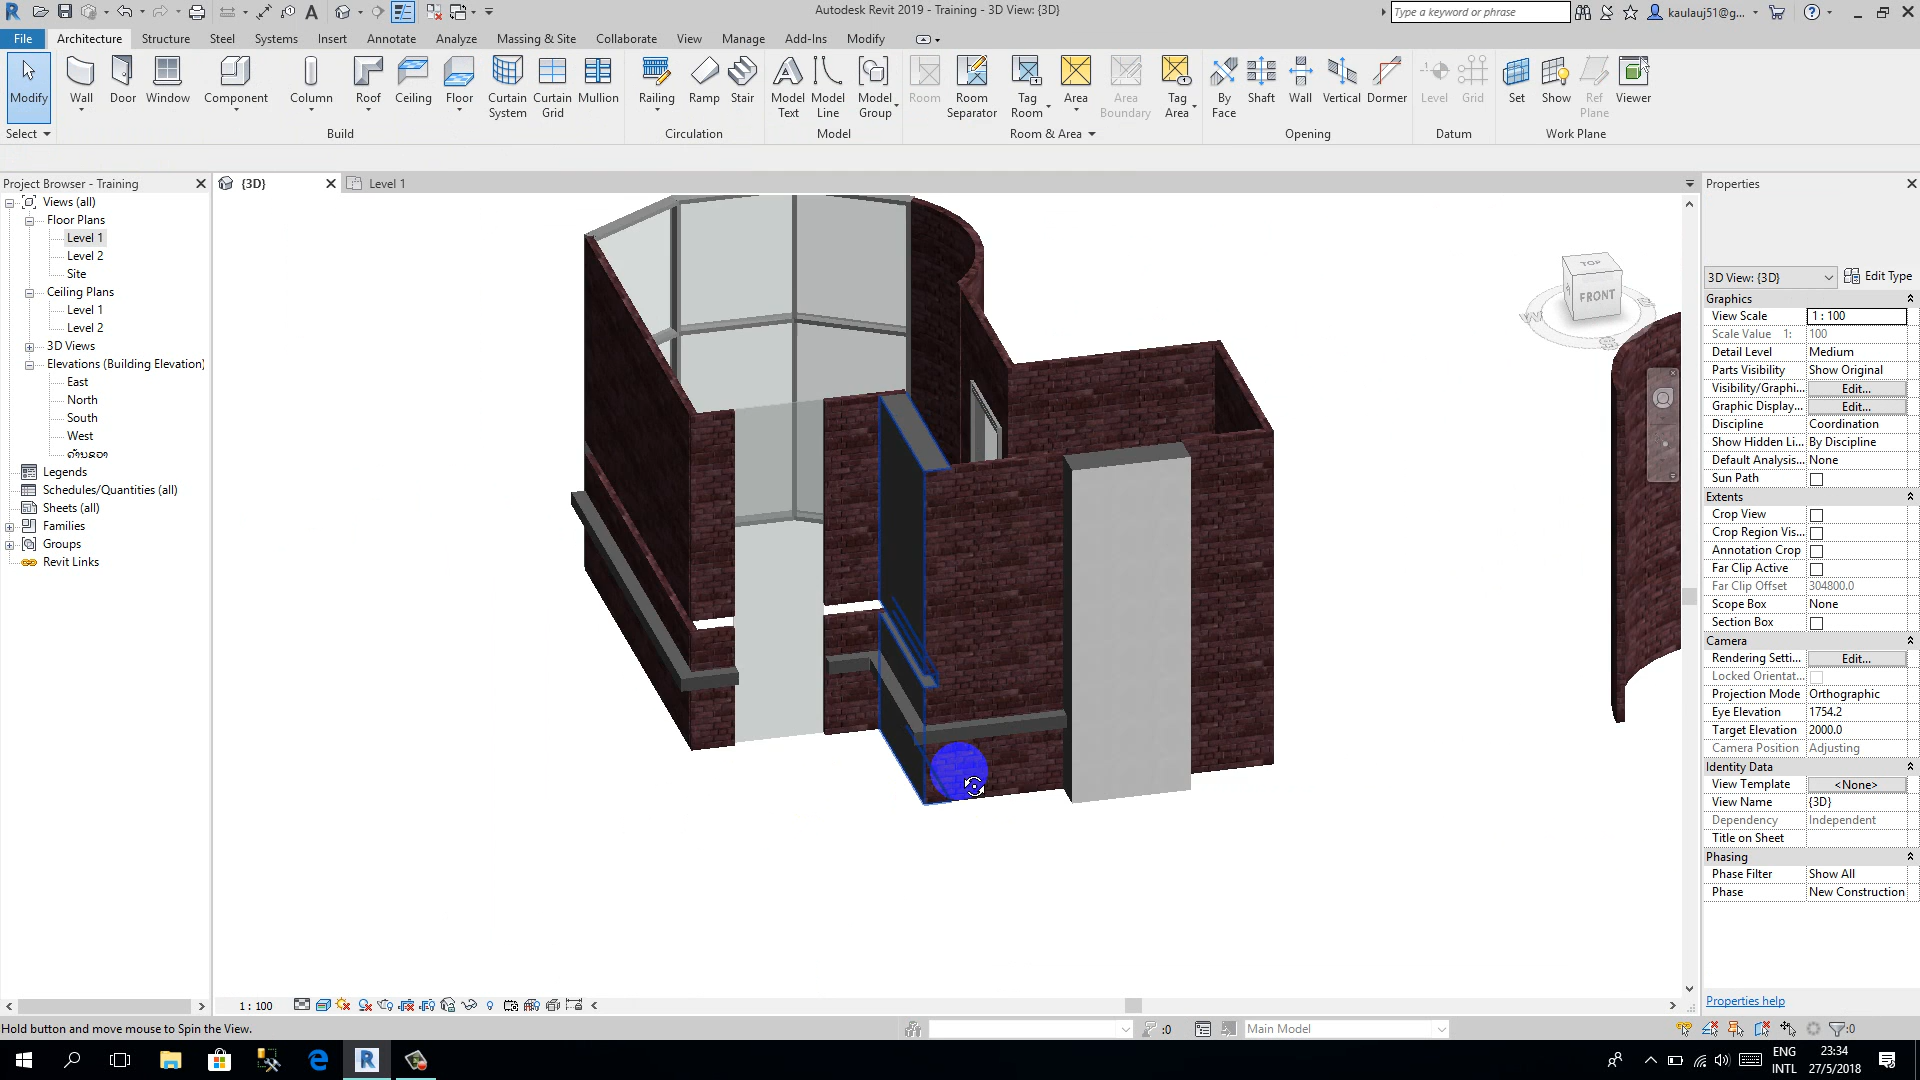 Autodesk Revit 2019 - Training - 3D View: {3D}
Type a keyword or phrase
kaulauj51@g...
File
Architecture
Structure
Steel
Systems
Insert
Annotate
Analyze
Massing & Site
Collaborate
View
Manage
Add-Ins
Modify
Modify
Wall
Door
Window
Component
Column
Roof
Ceiling
Floor
Curtain System
Curtain Grid
Mullion
Railing
Ramp
Stair
Model Text
Model Line
Model Group
Room
Room Separator
Tag Room
Area
Area Boundary
Tag Area
By Face
Shaft
Wall
Vertical
Dormer
Level
Grid
Set
Show
Ref Plane
Viewer
Select
Build
Circulation
Model
Room & Area
Opening
Datum
Work Plane
Project Browser - Training
Views (all)
Floor Plans
Level 1
Level 2
Site
Ceiling Plans
Level 1
Level 2
3D Views
Elevations (Building Elevation)
East
North
South
West
Legends
Schedules/Quantities (all)
Sheets (all)
Families
Groups
Revit Links
{3D}
Level 1
TOP
FRONT
Properties
3D View: {3D}
Edit Type
Graphics
View Scale 1 : 100
Scale Value 1: 100
Detail Level Medium
Parts Visibility Show Original
Visibility/Graphi... Edit...
Graphic Display... Edit...
Discipline Coordination
Show Hidden Li... By Discipline
Default Analysis... None
Sun Path
Extents
Crop View
Crop Region Vis...
Annotation Crop
Far Clip Active
Far Clip Offset 304800.0
Scope Box None
Section Box
Camera
Rendering Setti... Edit...
Locked Orientat...
Projection Mode Orthographic
Eye Elevation 1754.2
Target Elevation 2000.0
Camera Position Adjusting
Identity Data
View Template <None>
View Name {3D}
Dependency Independent
Title on Sheet
Phasing
Phase Filter Show All
Phase New Construction
Properties help
1 : 100
Hold button and move mouse to Spin the View.
:0
Main Model
:0
ENG
INTL
23:34
27/5/2018